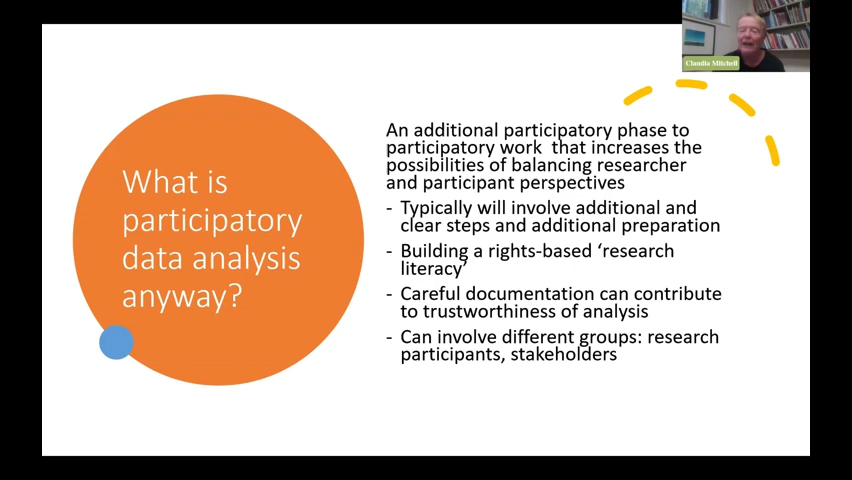 Claudia Mitchell
What is
participatory
data analysis
anyway?
An additional participatory phase to
participatory work that increases the
possibilities of balancing researcher
and participant perspectives
- Typically will involve additional and
clear steps and additional preparation
- Building a rights-based ‘research
literacy’
- Careful documentation can contribute
to trustworthiness of analysis
- Can involve different groups: research
participants, stakeholders